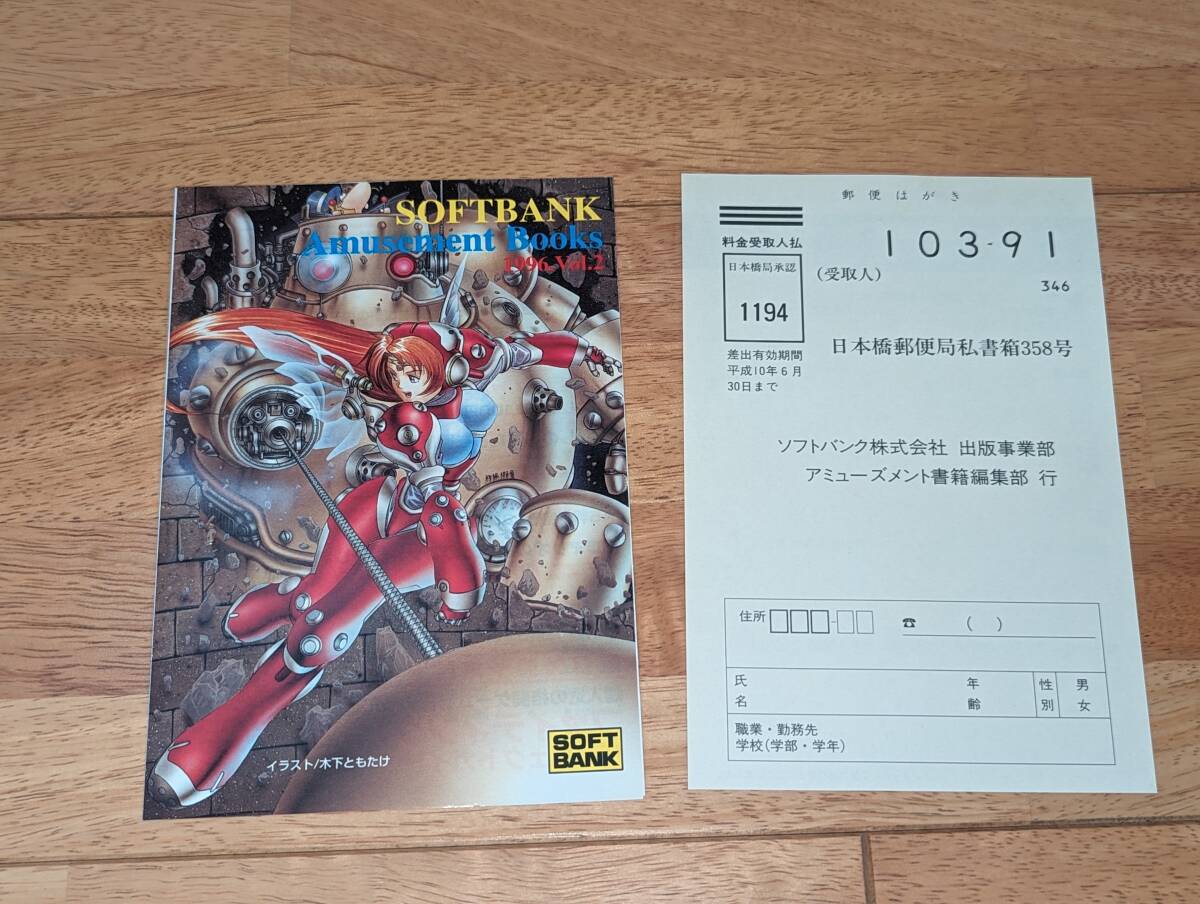 SOFTBANK
Amusement Books
1996 Vol.2
イラスト/木下ともたけ
SOFT
BANK
郵便はがき
料金受取人払
日本橋局承認
1194
差出有効期間
平成10年6月
30日まで
103-91
(受取人)
346
日本橋郵便局私書箱358号
ソフトバンク株式会社 出版事業部
アミューズメント書籍編集部 行
住所
☎ ( )
氏名
年齢
性別
男
女
職業・勤務先
学校(学部・学年)